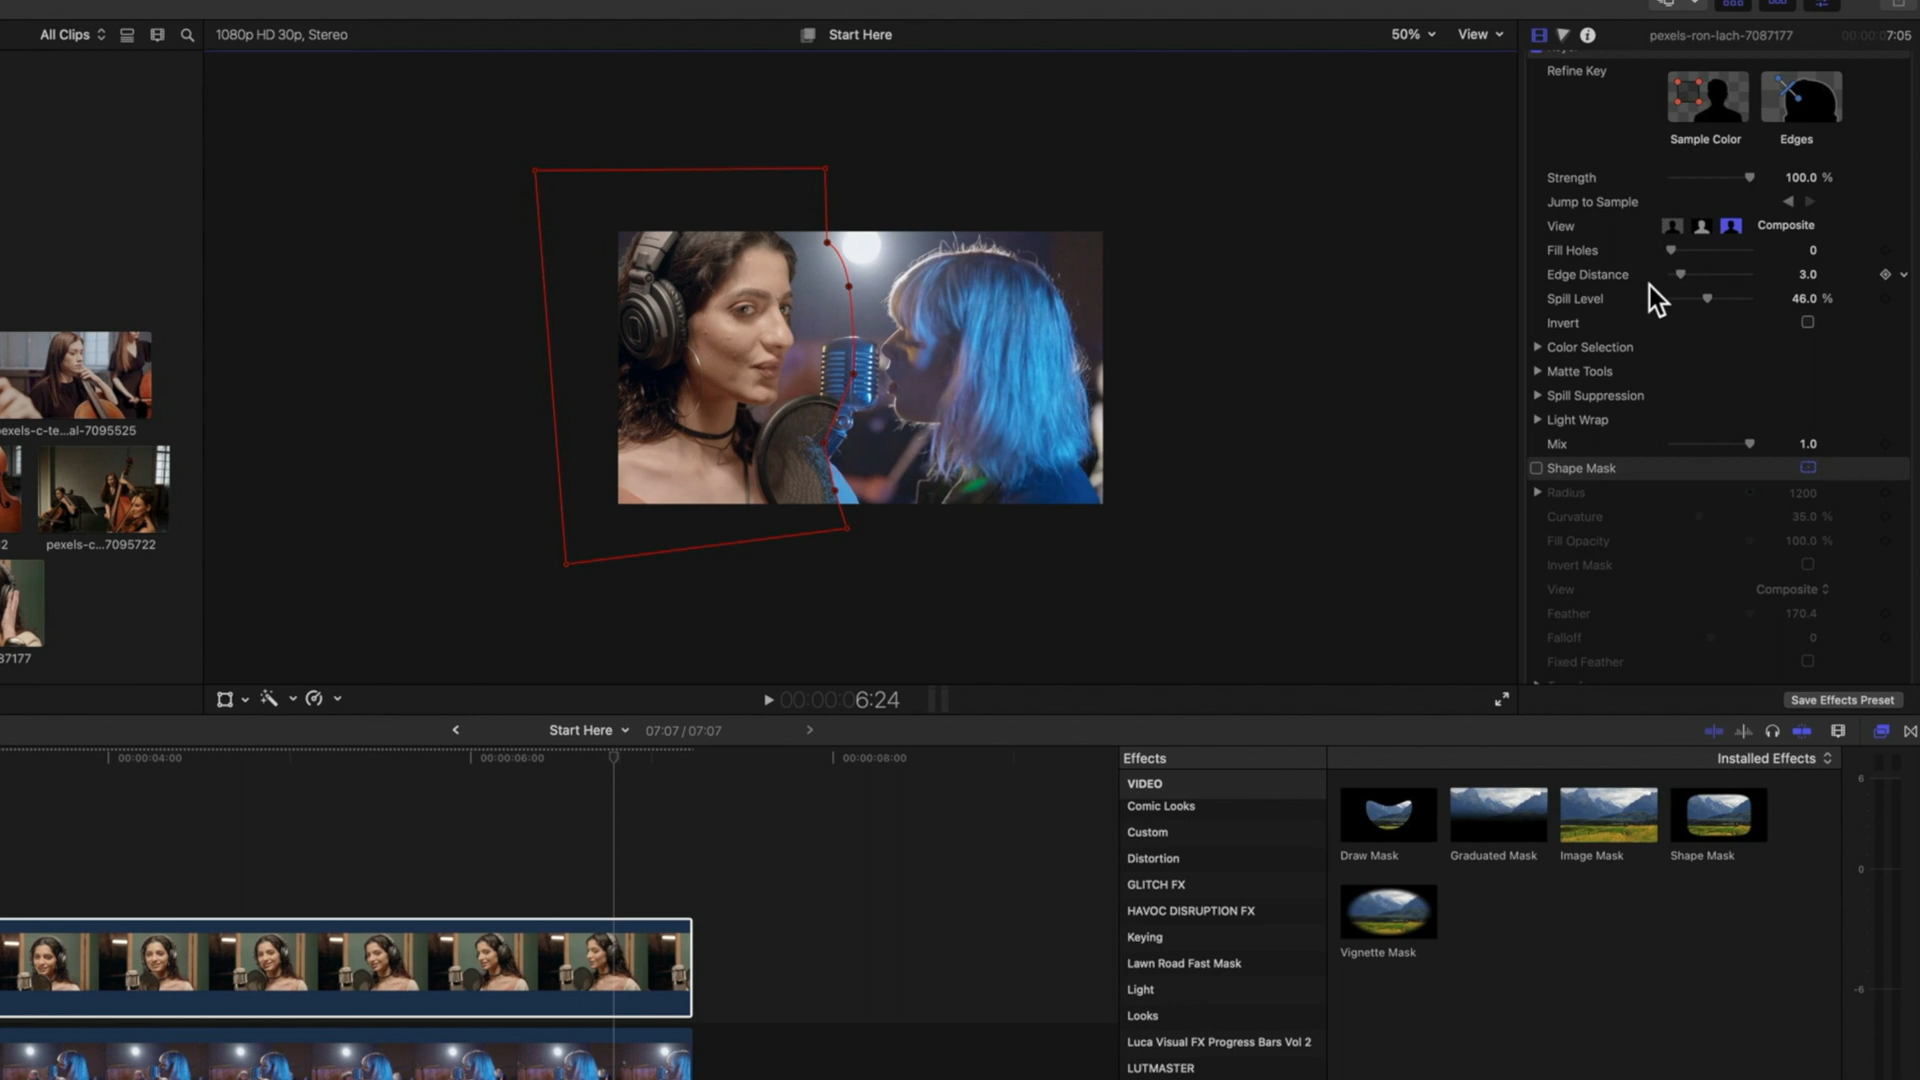 All Clips
1080p HD 30p, Stereo
Start Here
50%
View
pexels-ron-lach-7087177
00:00:07:05
Refine Key
Sample Color
Edges
Strength 100.0 %
Jump to Sample
View Composite
Fill Holes 0
Edge Distance 3.0
Spill Level 46.0 %
Invert
Color Selection
Matte Tools
Spill Suppression
Light Wrap
Mix 1.0
Shape Mask
Radius 1200
Curvature 35.0 %
Fill Opacity 100.0 %
Invert Mask
View Composite
Feather 170.4
Falloff 0
Fixed Feather
Save Effects Preset
exels-c-te...al-7095525
2
pexels-c...7095722
87177
00:00:06:24
Start Here
07:07 / 07:07
00:00:04:00
00:00:06:00
00:00:08:00
Effects
Installed Effects
VIDEO
Comic Looks
Custom
Distortion
GLITCH FX
HAVOC DISRUPTION FX
Keying
Lawn Road Fast Mask
Light
Looks
Luca Visual FX Progress Bars Vol 2
LUTMASTER
Draw Mask
Graduated Mask
Image Mask
Shape Mask
Vignette Mask
6
0
-6